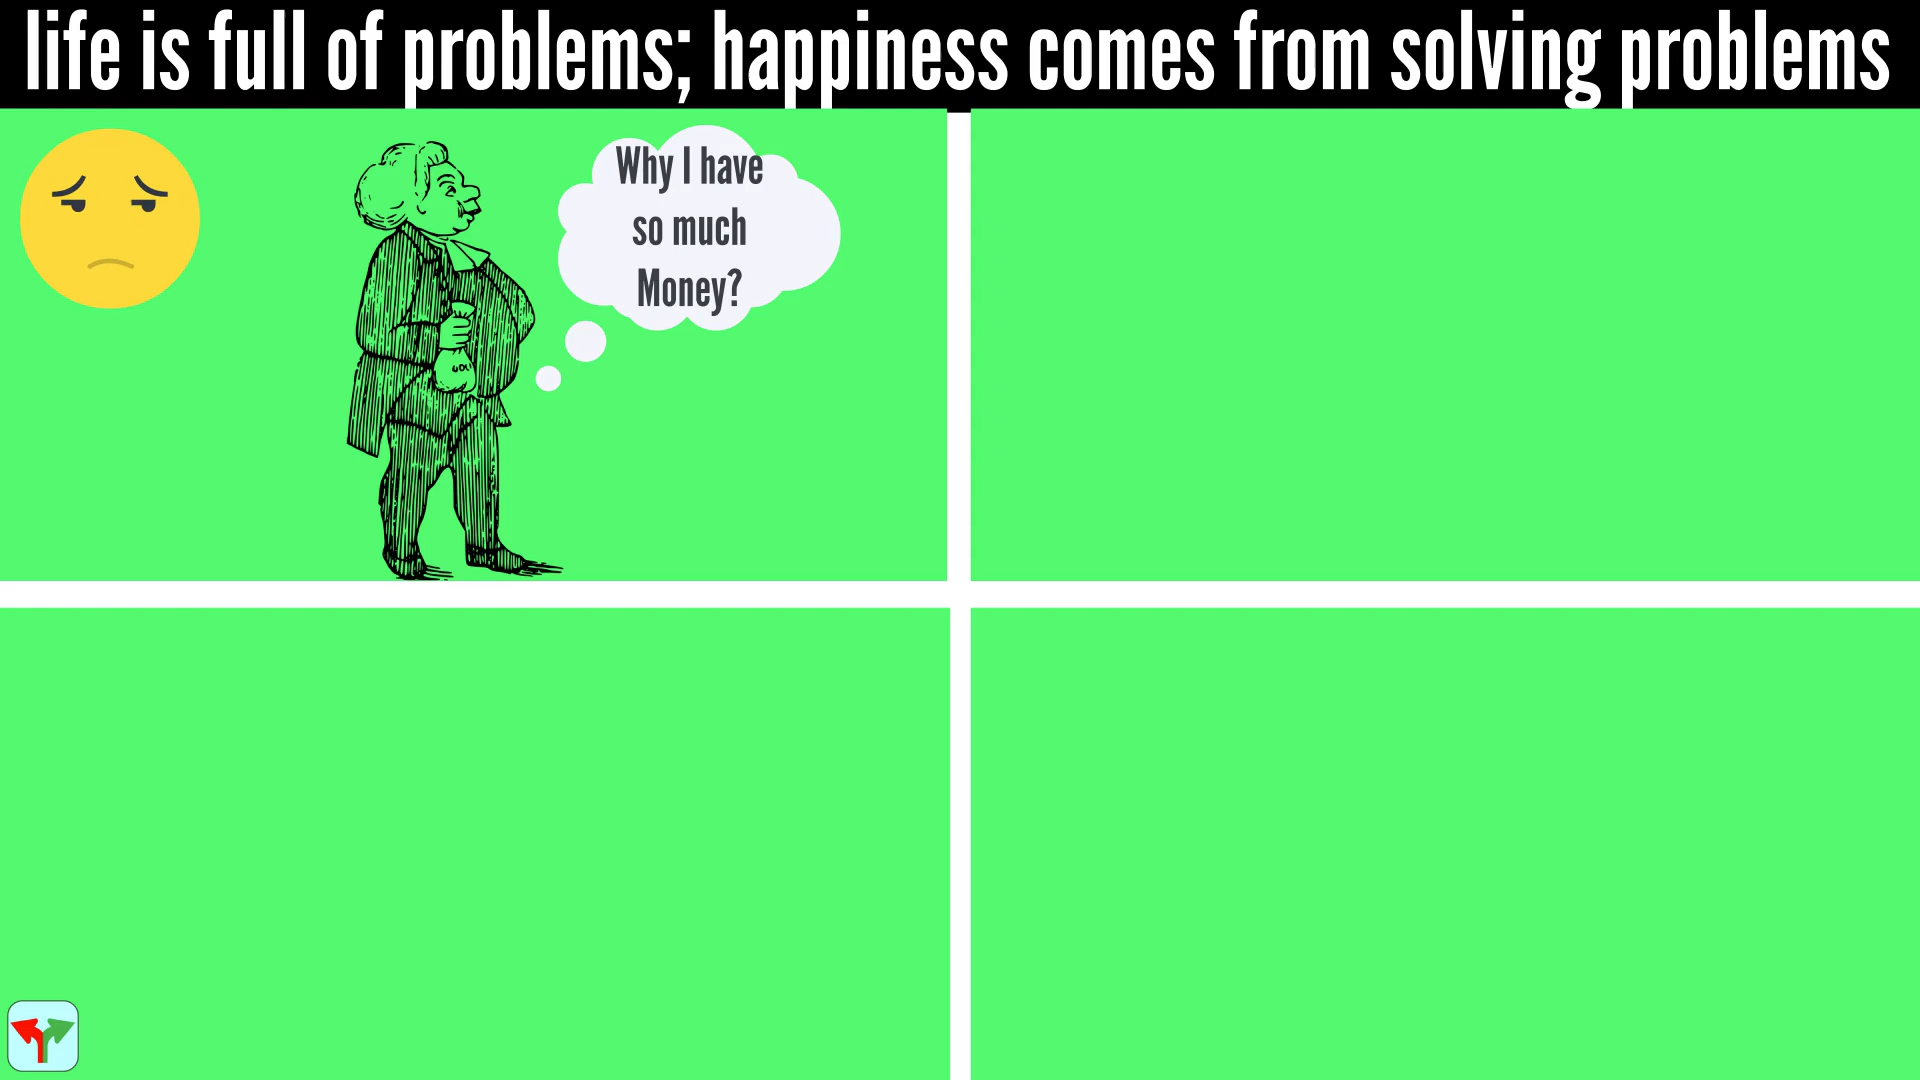 life is full of problems; happiness comes from solving problems
Why I have
so much
Money?